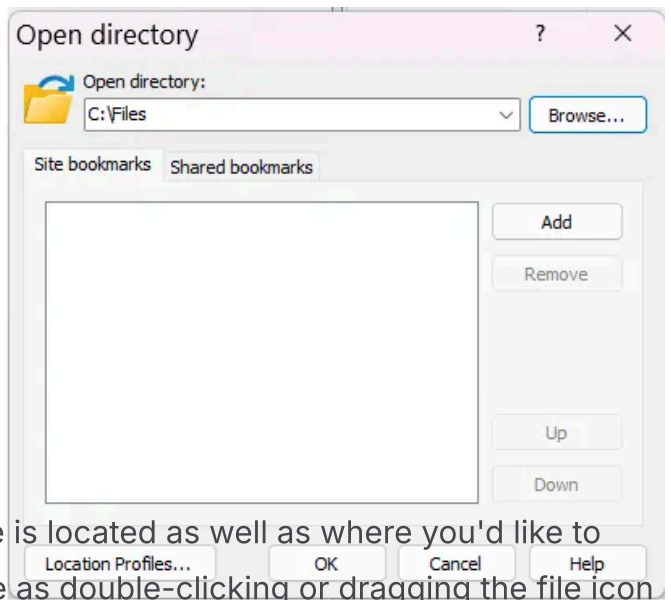 Open directory
?
Open directory:
C:\Files
Browse...
Site bookmarks Shared bookmarks
Add
Remove
Up
Down
is located as well as where you'd like to
Location Profiles... OK Cancel Help
as double-clicking or dragging the file icon